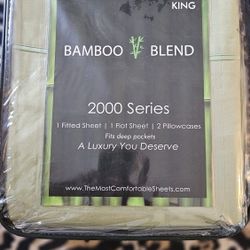 KING
BAMBOO BLEND
2000 Series
1 Fitted Sheet | 1 Flat Sheet | 2 Pillowcases
Fits deep pockets
A Luxury You Deserve
www.TheMostComfortableSheets.com